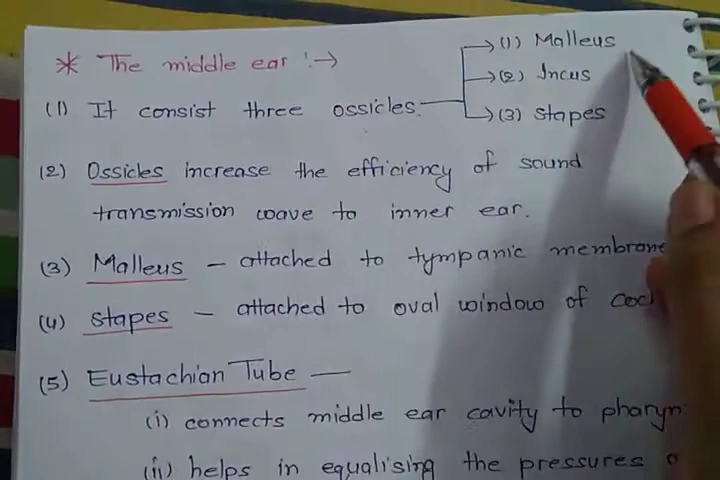 * The middle ear :→
→(1) Malleus
→(2) Incus
(1) It consist three ossicles. →(3) stapes
(2) Ossicles increase the efficiency of sound
transmission wave to inner ear.
(3) Malleus - attached to tympanic membrane
(4) stapes - attached to oval window of
(5) Eustachian Tube —
(i) connects middle ear cavity to
(ii) helps in equalising the pressures